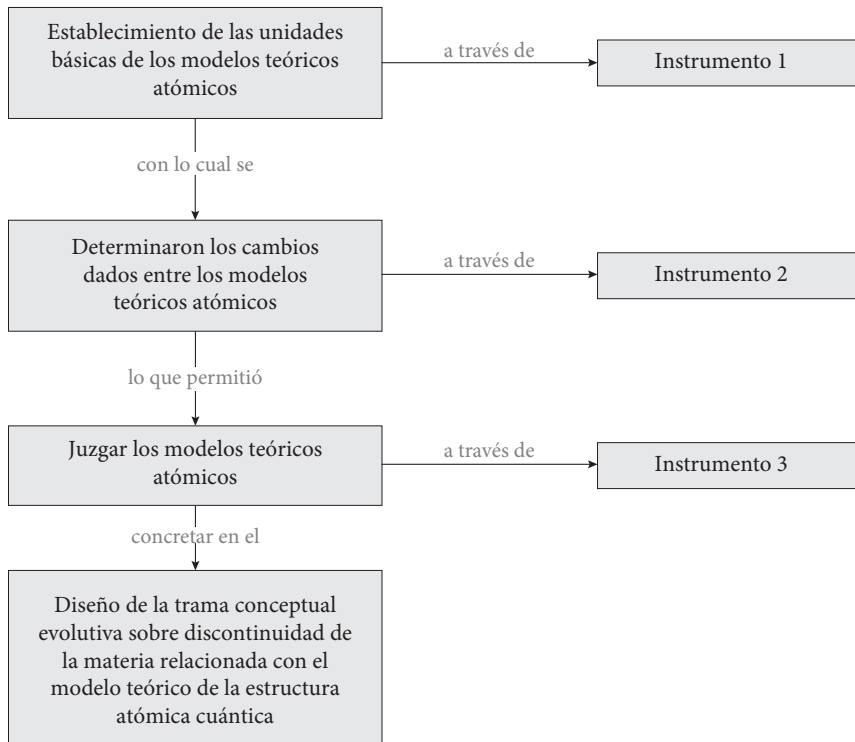 Establecimiento de las unidades
básicas de los modelos teóricos
atómicos
a través de
Instrumento 1
con lo cual se
Determinaron los cambios
dados entre los modelos
teóricos atómicos
a través de
Instrumento 2
lo que permitió
Juzgar los modelos teóricos
atómicos
a través de
Instrumento 3
concretar en el
Diseño de la trama conceptual
evolutiva sobre discontinuidad de
la materia relacionada con el
modelo teórico de la estructura
atómica cuántica